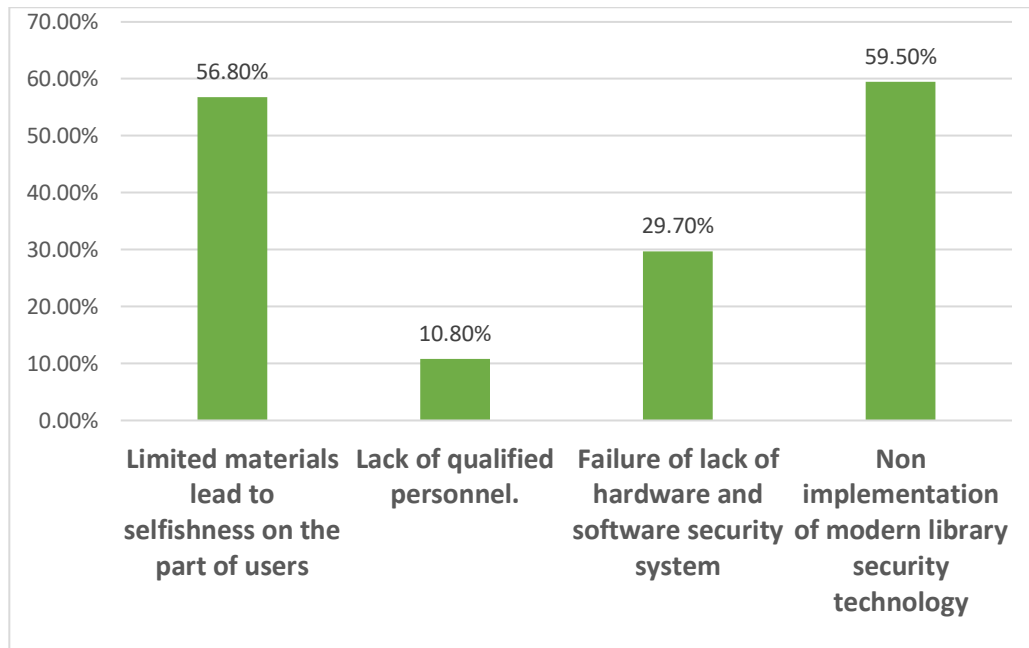 70.00%
60.00%
50.00%
40.00%
30.00%
20.00%
10.00%
0.00%
56.80%
10.80%
29.70%
59.50%
Limited materials
lead to
selfishness on the
part of users
Lack of qualified
personnel.
Failure of lack of
hardware and
software security
system
Non
implementation
of modern library
security
technology